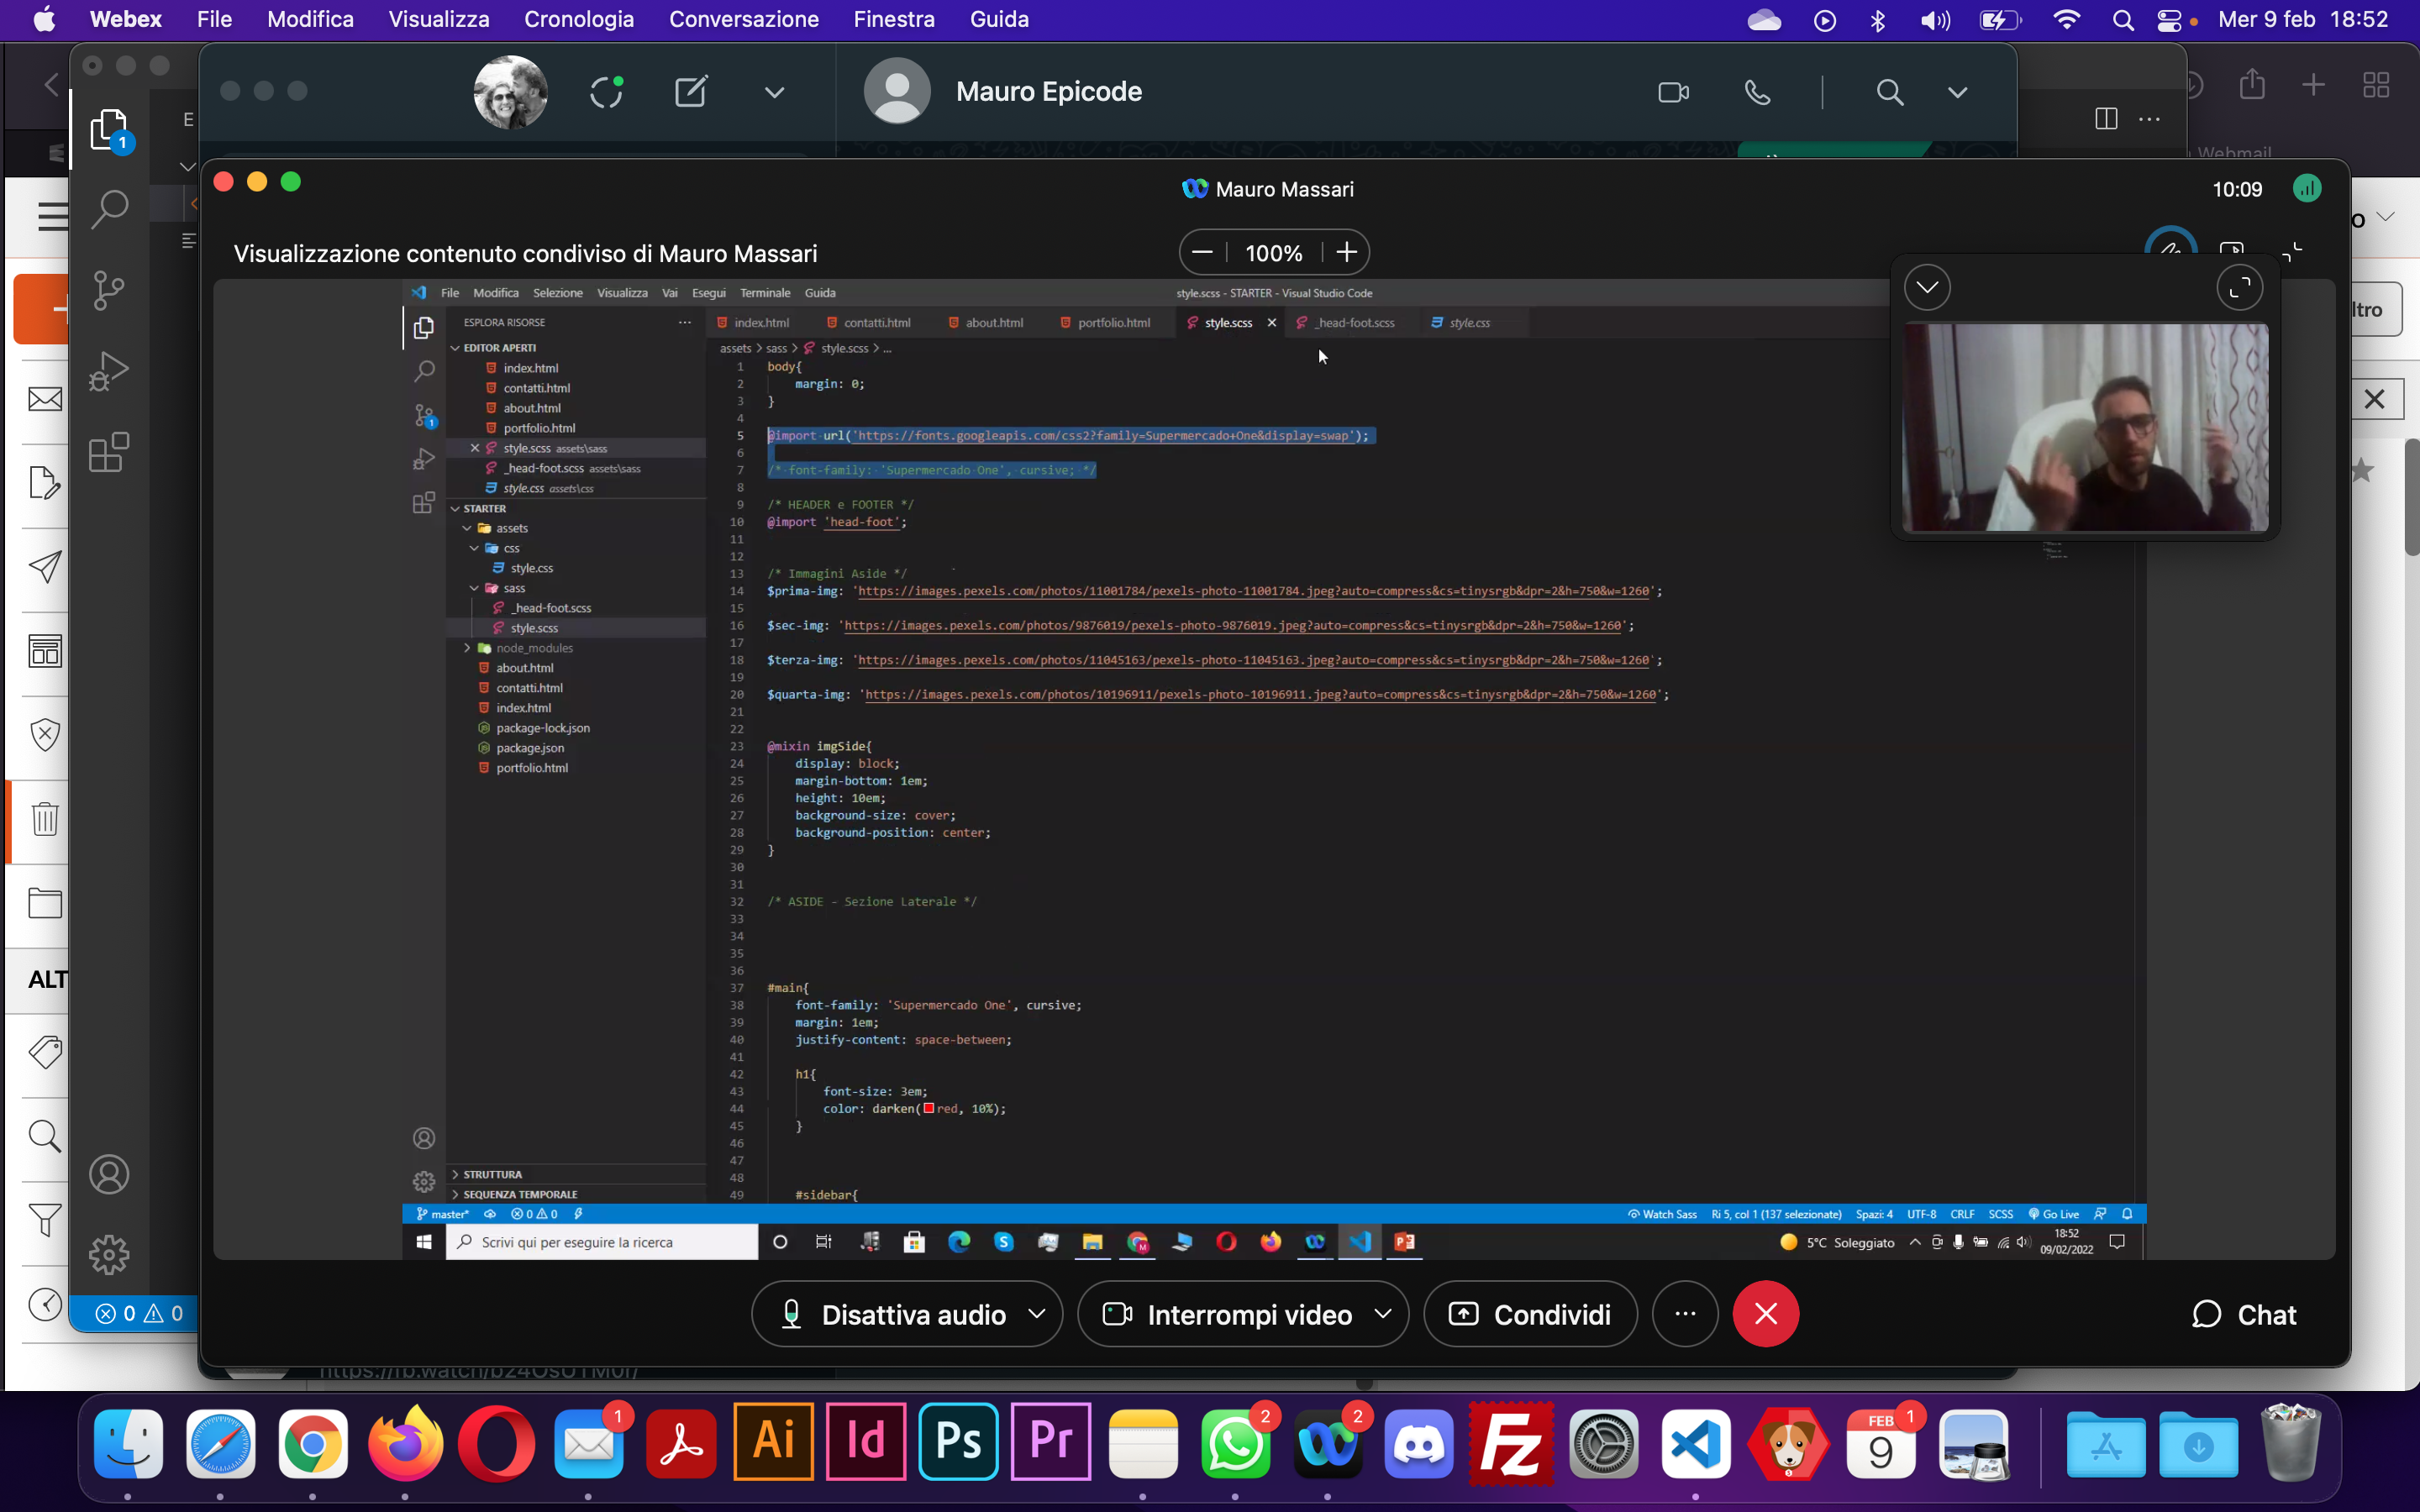 Webex File Modifica Visualizza Cronologia Conversazione Finestra Guida
Mer 9 feb 18:52
Mauro Epicode
1
E
Webmail
Mauro Massari
10:09
Visualizzazione contenuto condiviso di Mauro Massari
100%
File Modifica Selezione Visualizza Vai Esegui Terminale Guida
style.scss - STARTER - Visual Studio Code
ESPLORA RISORSE
index.html contatti.html about.html portfolio.html style.scss _head-foot.scss style.css
assets > sass > style.scss > ...
EDITOR APERTI
index.html
contatti.html
about.html
portfolio.html
style.scss assets\sass
_head-foot.scss assets\sass
style.css assets\css
STARTER
assets
css
style.css
sass
_head-foot.scss
style.scss
node_modules
about.html
contatti.html
index.html
package-lock.json
package.json
portfolio.html
STRUTTURA
SEQUENZA TEMPORALE
1 body{
2 margin: 0;
3 }
4
5 @import url('https://fonts.googleapis.com/css2?family=Supermercado+One&display=swap');
6
7 /* font-family: 'Supermercado One', cursive; */
8
9 /* HEADER e FOOTER */
10 @import 'head-foot';
11
12
13 /* Immagini Aside */
14 $prima-img: 'https://images.pexels.com/photos/11001784/pexels-photo-11001784.jpeg?auto=compress&cs=tinysrgb&dpr=2&h=750&w=1260';
15
16 $sec-img: 'https://images.pexels.com/photos/9876019/pexels-photo-9876019.jpeg?auto=compress&cs=tinysrgb&dpr=2&h=750&w=1260';
17
18 $terza-img: 'https://images.pexels.com/photos/11045163/pexels-photo-11045163.jpeg?auto=compress&cs=tinysrgb&dpr=2&h=750&w=1260';
19
20 $quarta-img: 'https://images.pexels.com/photos/10196911/pexels-photo-10196911.jpeg?auto=compress&cs=tinysrgb&dpr=2&h=750&w=1260';
21
22
23 @mixin imgSide{
24 display: block;
25 margin-bottom: 1em;
26 height: 10em;
27 background-size: cover;
28 background-position: center;
29 }
30
31
32 /* ASIDE - Sezione Laterale */
33
34
35
36
37 #main{
38 font-family: 'Supermercado One', cursive;
39 margin: 1em;
40 justify-content: space-between;
41
42 h1{
43 font-size: 3em;
44 color: darken(red, 10%);
45 }
46
47
48
49 #sidebar{
master* 0 0
Watch Sass Ri 5, col 1 (137 selezionate) Spazi: 4 UTF-8 CRLF SCSS Go Live
Scrivi qui per eseguire la ricerca
5°C Soleggiato
18:52
09/02/2022
ALT
ltro
o
0 0
Disattiva audio
Interrompi video
Condividi
Chat
https://fb.watch/b24OsUTM0f/
1
Ai Id Ps Pr
2
2
Fz
FEB
9
1